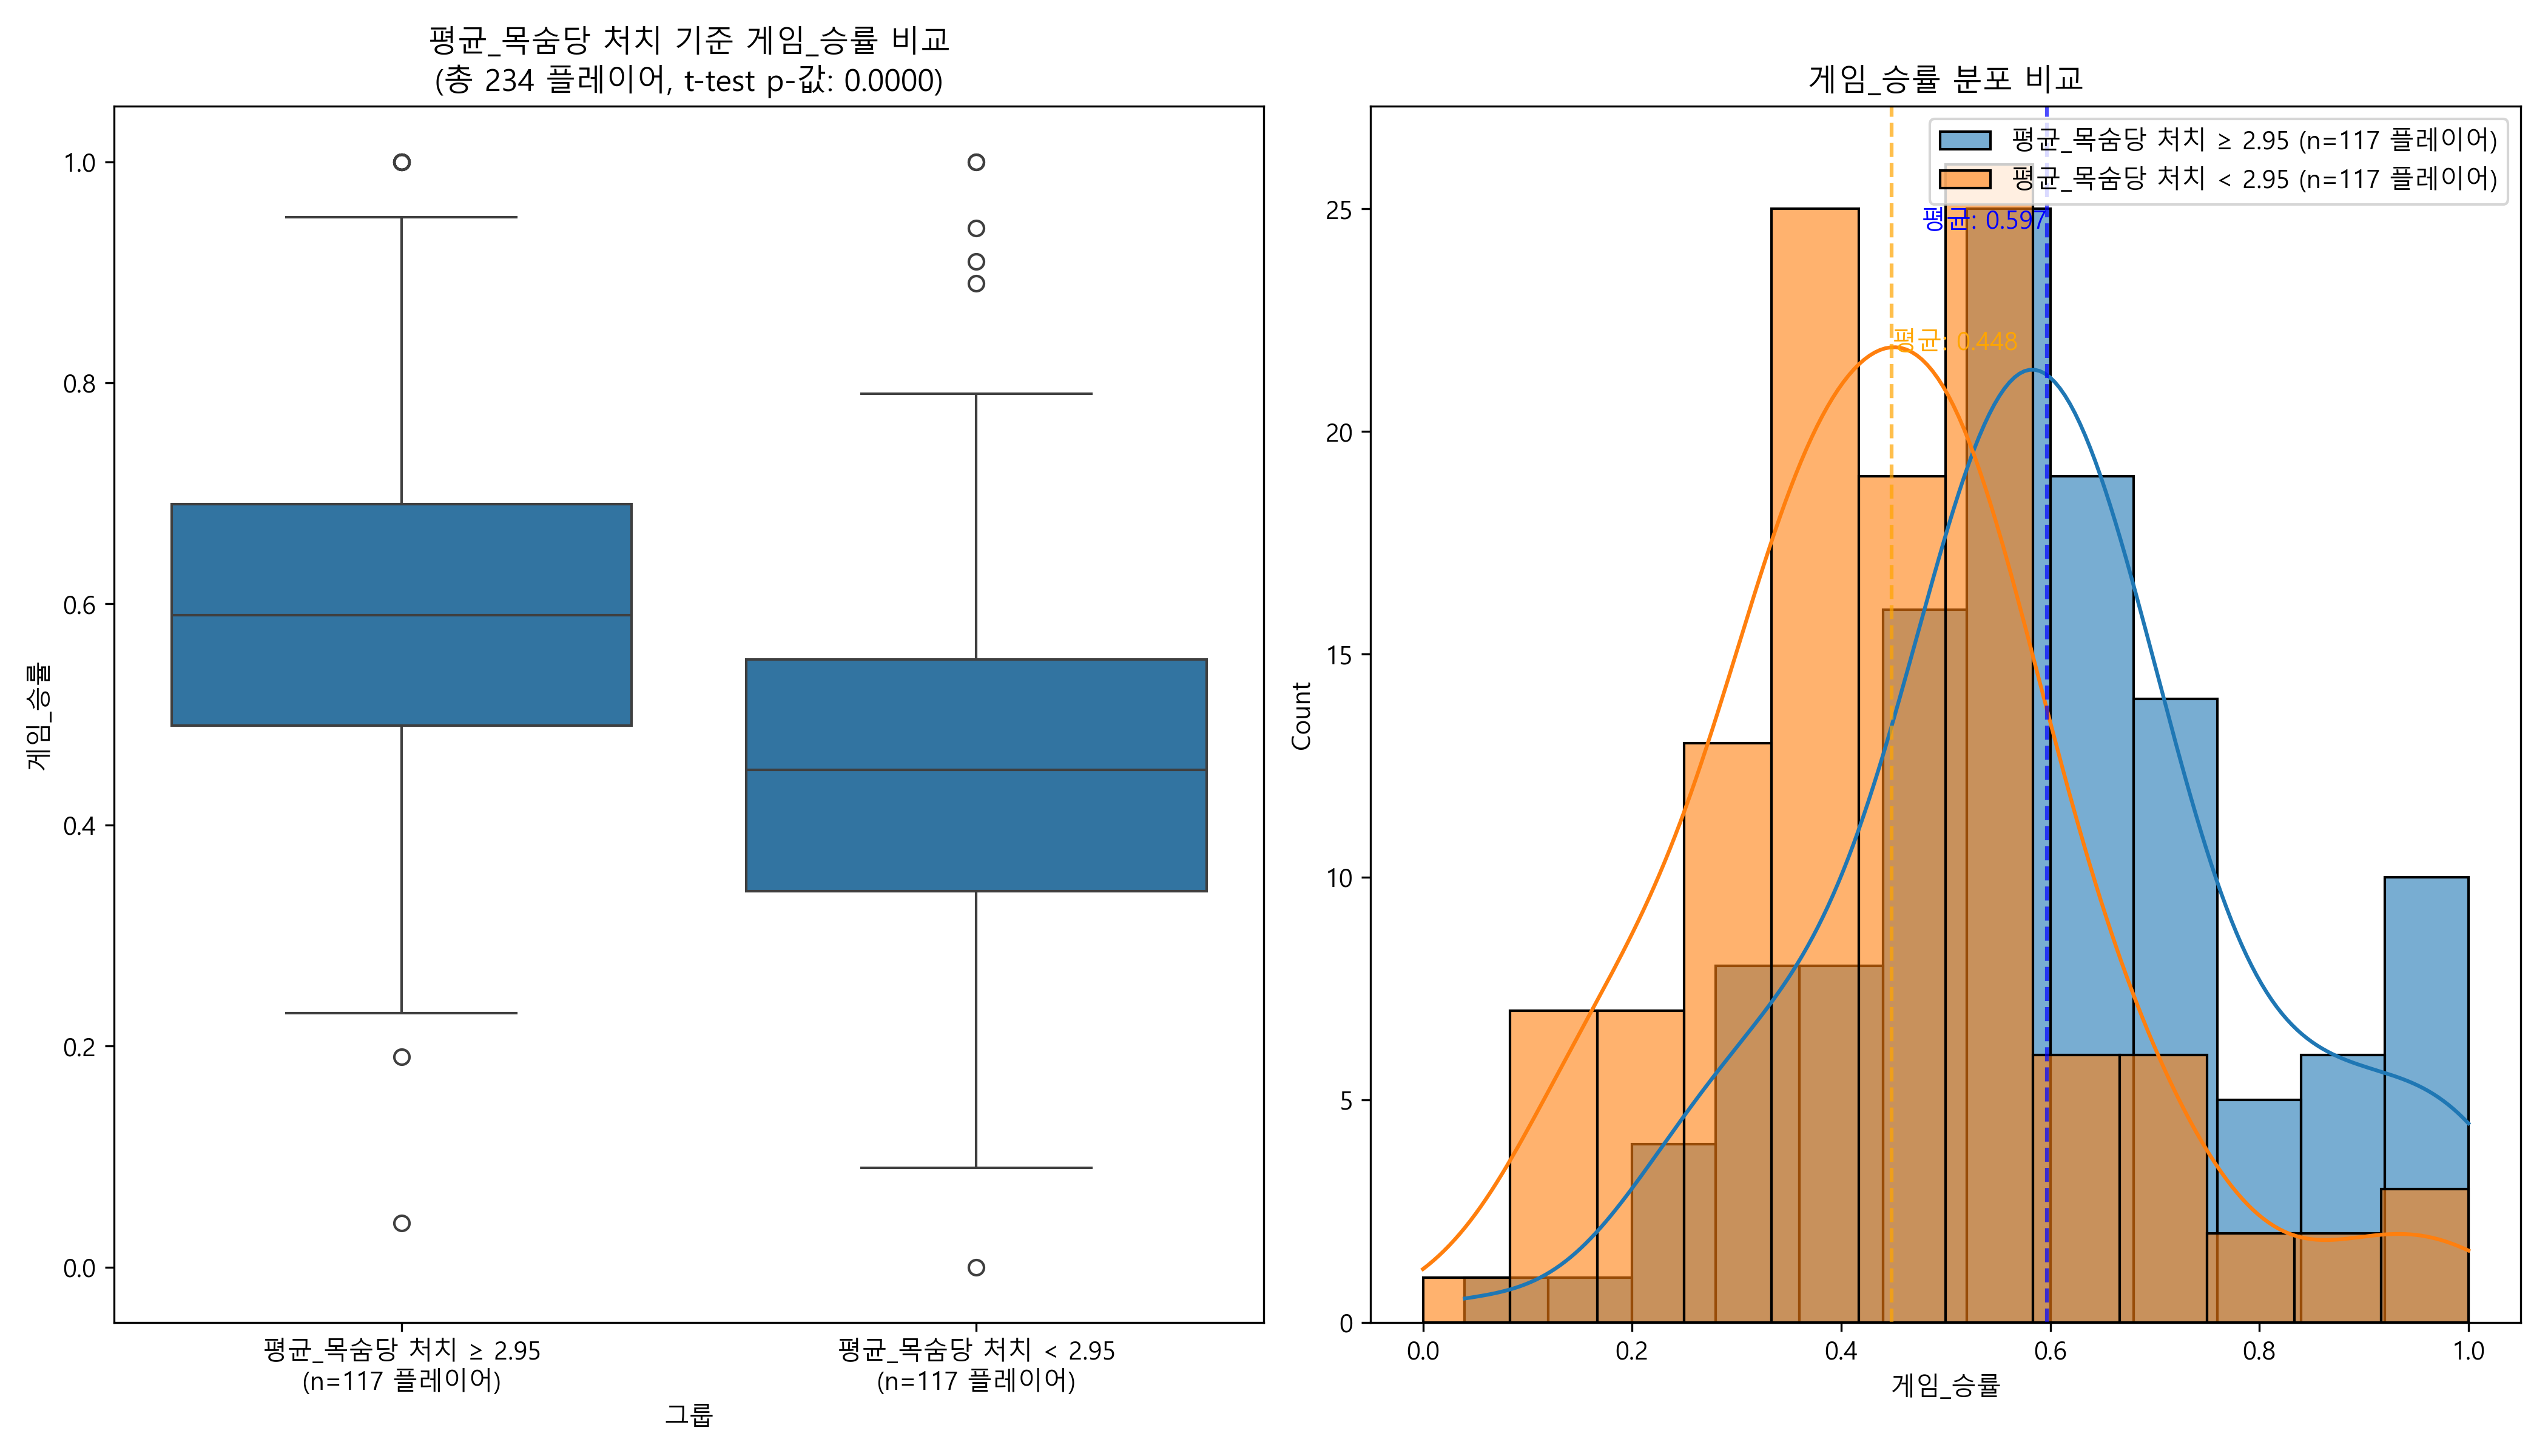 평균_목숨당 처치 기준 게임_승률 비교
(총 234 플레이어, t-test p-값: 0.0000)
게임_승률
1.0
0.8
0.6
0.4
0.2
0.0
평균_목숨당 처치 ≥ 2.95
(n=117 플레이어)
평균_목숨당 처치 < 2.95
(n=117 플레이어)
그룹
게임_승률 분포 비교
평균_목숨당 처치 ≥ 2.95 (n=117 플레이어)
평균_목숨당 처치 < 2.95 (n=117 플레이어)
평균: 0.597
평균: 0.448
Count
25
20
15
10
5
0
0.0
0.2
0.4
0.6
0.8
1.0
게임_승률